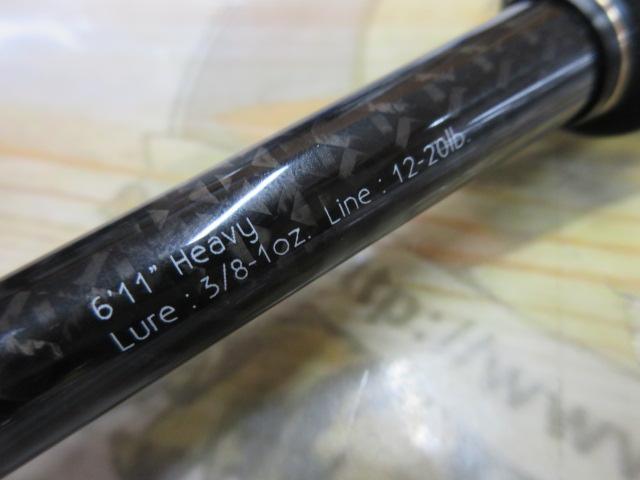 6'11" Heavy
Lure : 3/8-1oz. Line : 12-20lb.